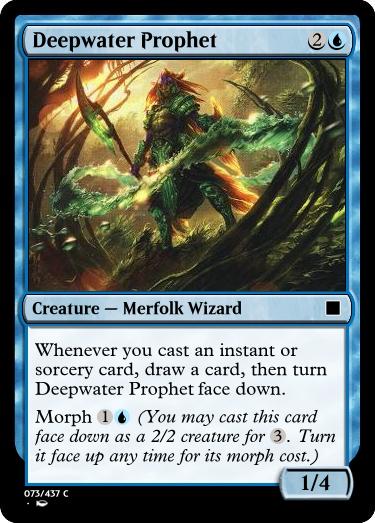 Deepwater Prophet 2
Creature — Merfolk Wizard
Whenever you cast an instant or
sorcery card, draw a card, then turn
Deepwater Prophet face down.
Morph 1 (You may cast this card
face down as a 2/2 creature for 3. Turn
it face up any time for its morph cost.)
1/4
073/437 C